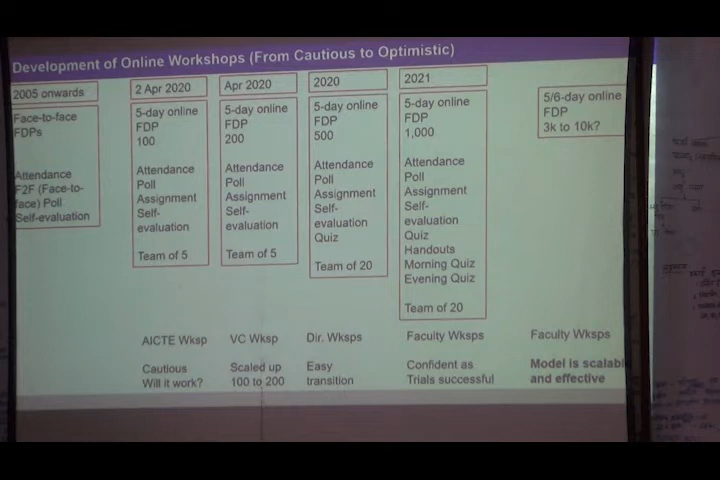 Development of Online Workshops (From Cautious to Optimistic)
2005 onwards
Face-to-face
FDPs
Attendance
F2F (Face-to-
face) Poll
Self-evaluation
2 Apr 2020
5-day online
FDP
100
Attendance
Poll
Assignment
Self-
evaluation
Team of 5
AICTE Wksp
Cautious
Will it work?
Apr 2020
5-day online
FDP
200
Attendance
Poll
Assignment
Self-
evaluation
Team of 5
VC Wksp
Scaled up
100 to 200
2020
5-day online
FDP
500
Attendance
Poll
Assignment
Self-
evaluation
Quiz
Team of 20
Dir. Wksps
Easy
transition
2021
5-day online
FDP
1,000
Attendance
Poll
Assignment
Self-
evaluation
Quiz
Handouts
Morning Quiz
Evening Quiz
Team of 20
Faculty Wksps
Confident as
Trials successful
5/6-day online
FDP
3k to 10k?
Faculty Wksps
Model is scalabl
and effective